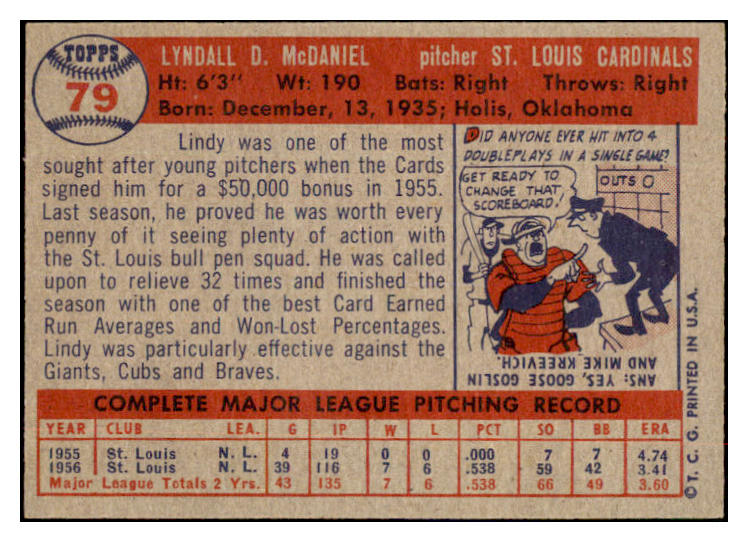 TOPPS
79
LYNDALL D. McDANIEL pitcher ST. LOUIS CARDINALS
Ht: 6'3" Wt: 190 Bats: Right Throws: Right
Born: December, 13, 1935; Holis, Oklahoma
Lindy was one of the most
sought after young pitchers when the Cards
signed him for a $50,000 bonus in 1955.
Last season, he proved he was worth every
penny of it seeing plenty of action with
the St. Louis bull pen squad. He was called
upon to relieve 32 times and finished the
season with one of the best Card Earned
Run Averages and Won-Lost Percentages.
Lindy was particularly effective against the
Giants, Cubs and Braves.
DID ANYONE EVER HIT INTO 4
DOUBLEPLAYS IN A SINGLE GAME?
GET READY TO
CHANGE THAT
SCOREBOARD!
OUTS 0
ANS: YES, GOOSE GOSLIN
AND MIKE KREEVICH.
COMPLETE MAJOR LEAGUE PITCHING RECORD
YEAR CLUB LEA. G IP W L PCT SO BB ERA
1955 St. Louis N. L. 4 19 0 0 .000 7 7 4.74
1956 St. Louis N. L. 39 116 7 6 .538 59 42 3.41
Major League Totals 2 Yrs. 43 135 7 6 .538 66 49 3.60
© T. C. G. PRINTED IN U.S.A.